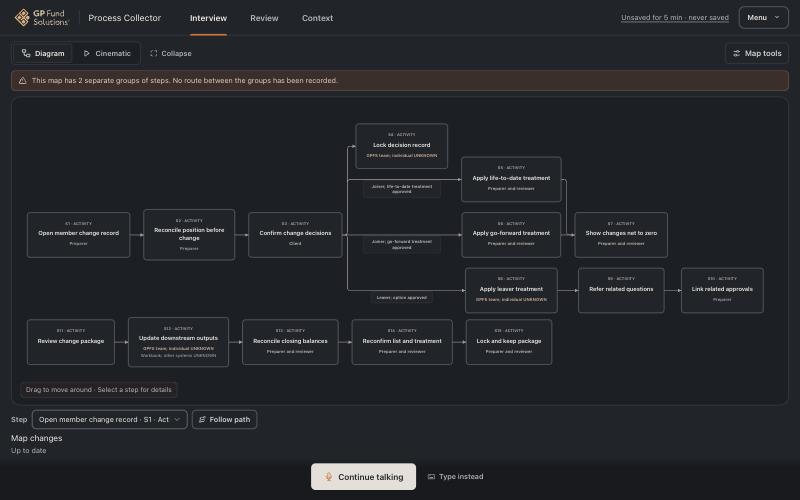 GP Fund
Solutions
Process Collector
Interview
Review
Context
Unsaved for 5 min · never saved
Menu
Diagram
Cinematic
Collapse
Map tools
This map has 2 separate groups of steps. No route between the groups has been recorded.
S4 · ACTIVITY
Lock decision record
GPFS team; individual UNKNOWN
S5 · ACTIVITY
Apply life-to-date treatment
Preparer and reviewer
Joiner; life-to-date treatment
approved
S1 · ACTIVITY
Open member change record
Preparer
S2 · ACTIVITY
Reconcile position before
change
Preparer
S3 · ACTIVITY
Confirm change decisions
Client
Joiner; go-forward treatment
approved
S6 · ACTIVITY
Apply go-forward treatment
Preparer and reviewer
S7 · ACTIVITY
Show changes net to zero
Preparer and reviewer
Leaver; option approved
S8 · ACTIVITY
Apply leaver treatment
GPFS team; individual UNKNOWN
S9 · ACTIVITY
Refer related questions
S10 · ACTIVITY
Link related approvals
Preparer
S11 · ACTIVITY
Review change package
S12 · ACTIVITY
Update downstream outputs
GPFS team; individual UNKNOWN
Workbook; other systems UNKNOWN
S13 · ACTIVITY
Reconcile closing balances
Preparer and reviewer
S14 · ACTIVITY
Reconfirm list and treatment
Preparer and reviewer
S15 · ACTIVITY
Lock and keep package
Preparer and reviewer
Drag to move around · Select a step for details
Step
Open member change record · S1 · Act
Follow path
Map changes
Up to date
Continue talking
Type instead